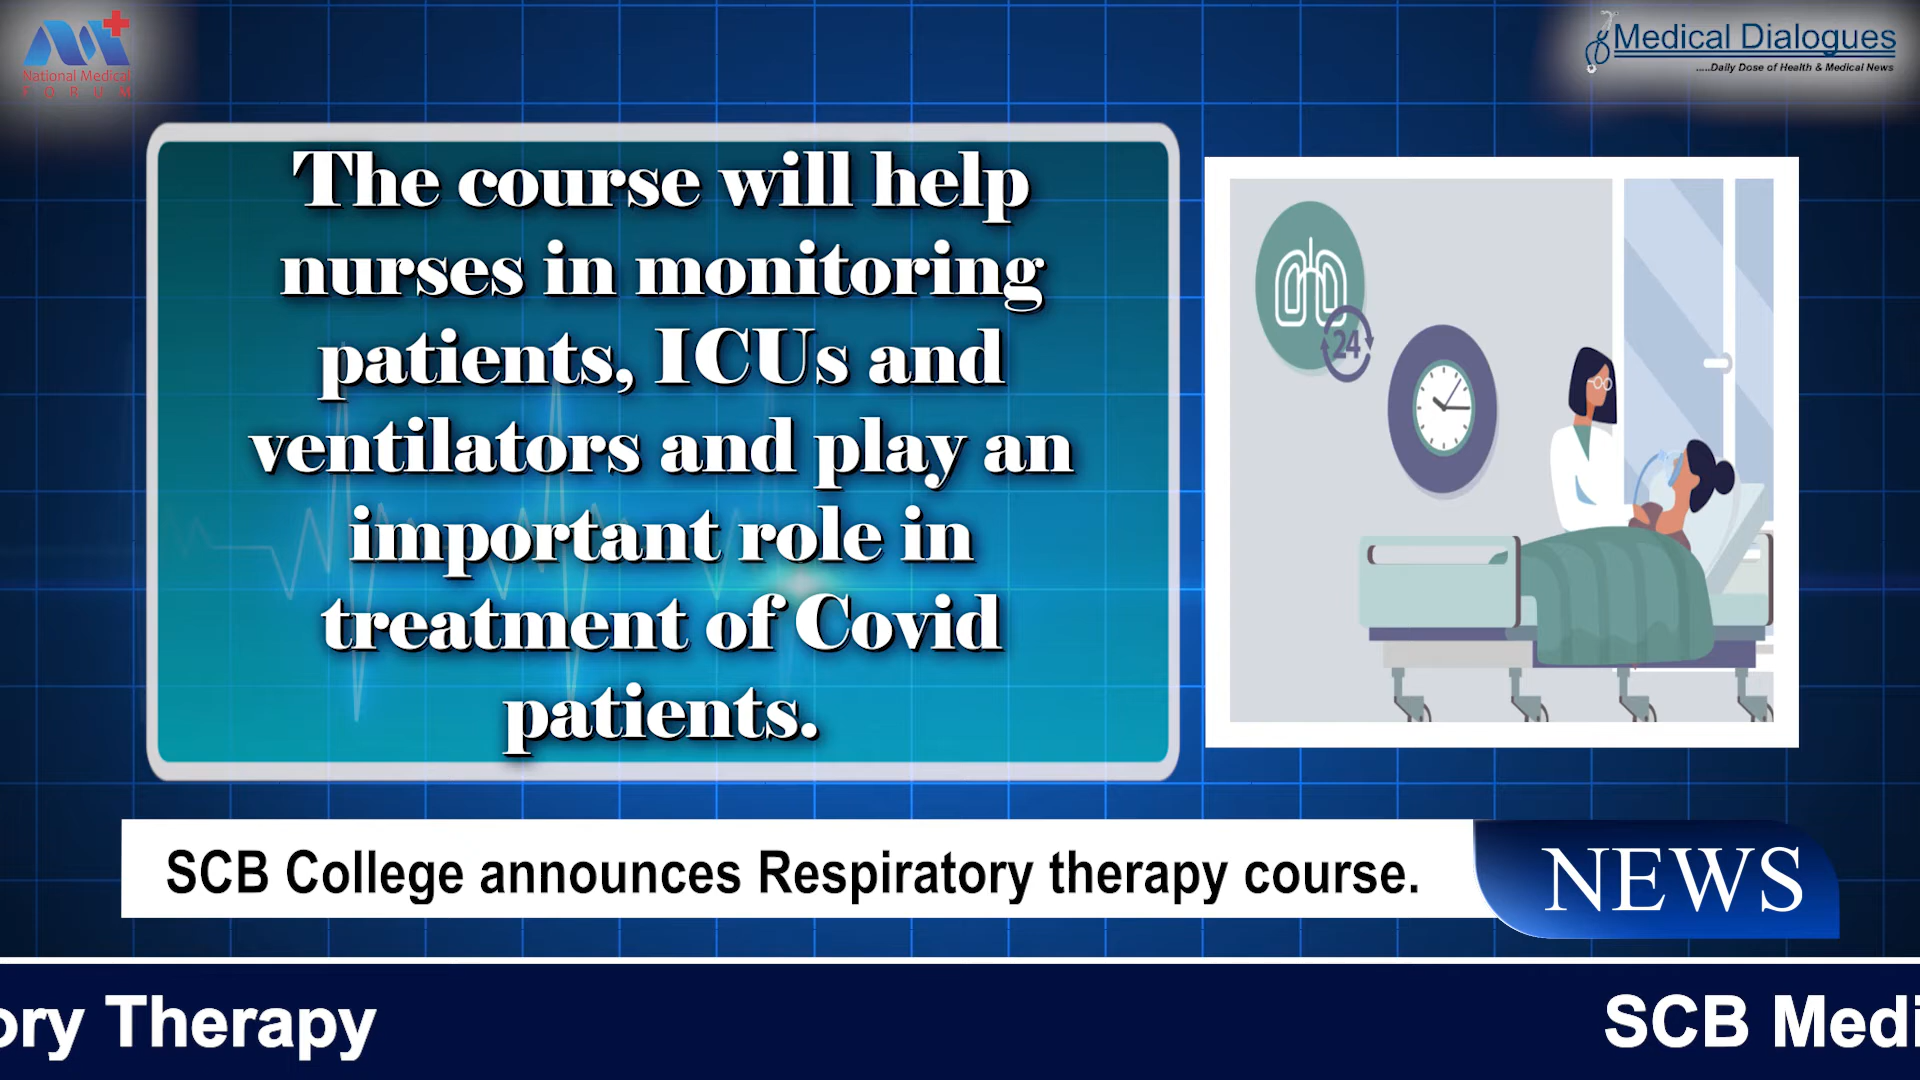 National Medical
FORUM
Medical Dialogues
.....Daily Dose of Health & Medical News
The course will help
nurses in monitoring
patients, ICUs and
ventilators and play an
important role in
treatment of Covid
patients.
24
SCB College announces Respiratory therapy course.
NEWS
ory Therapy
SCB Medi